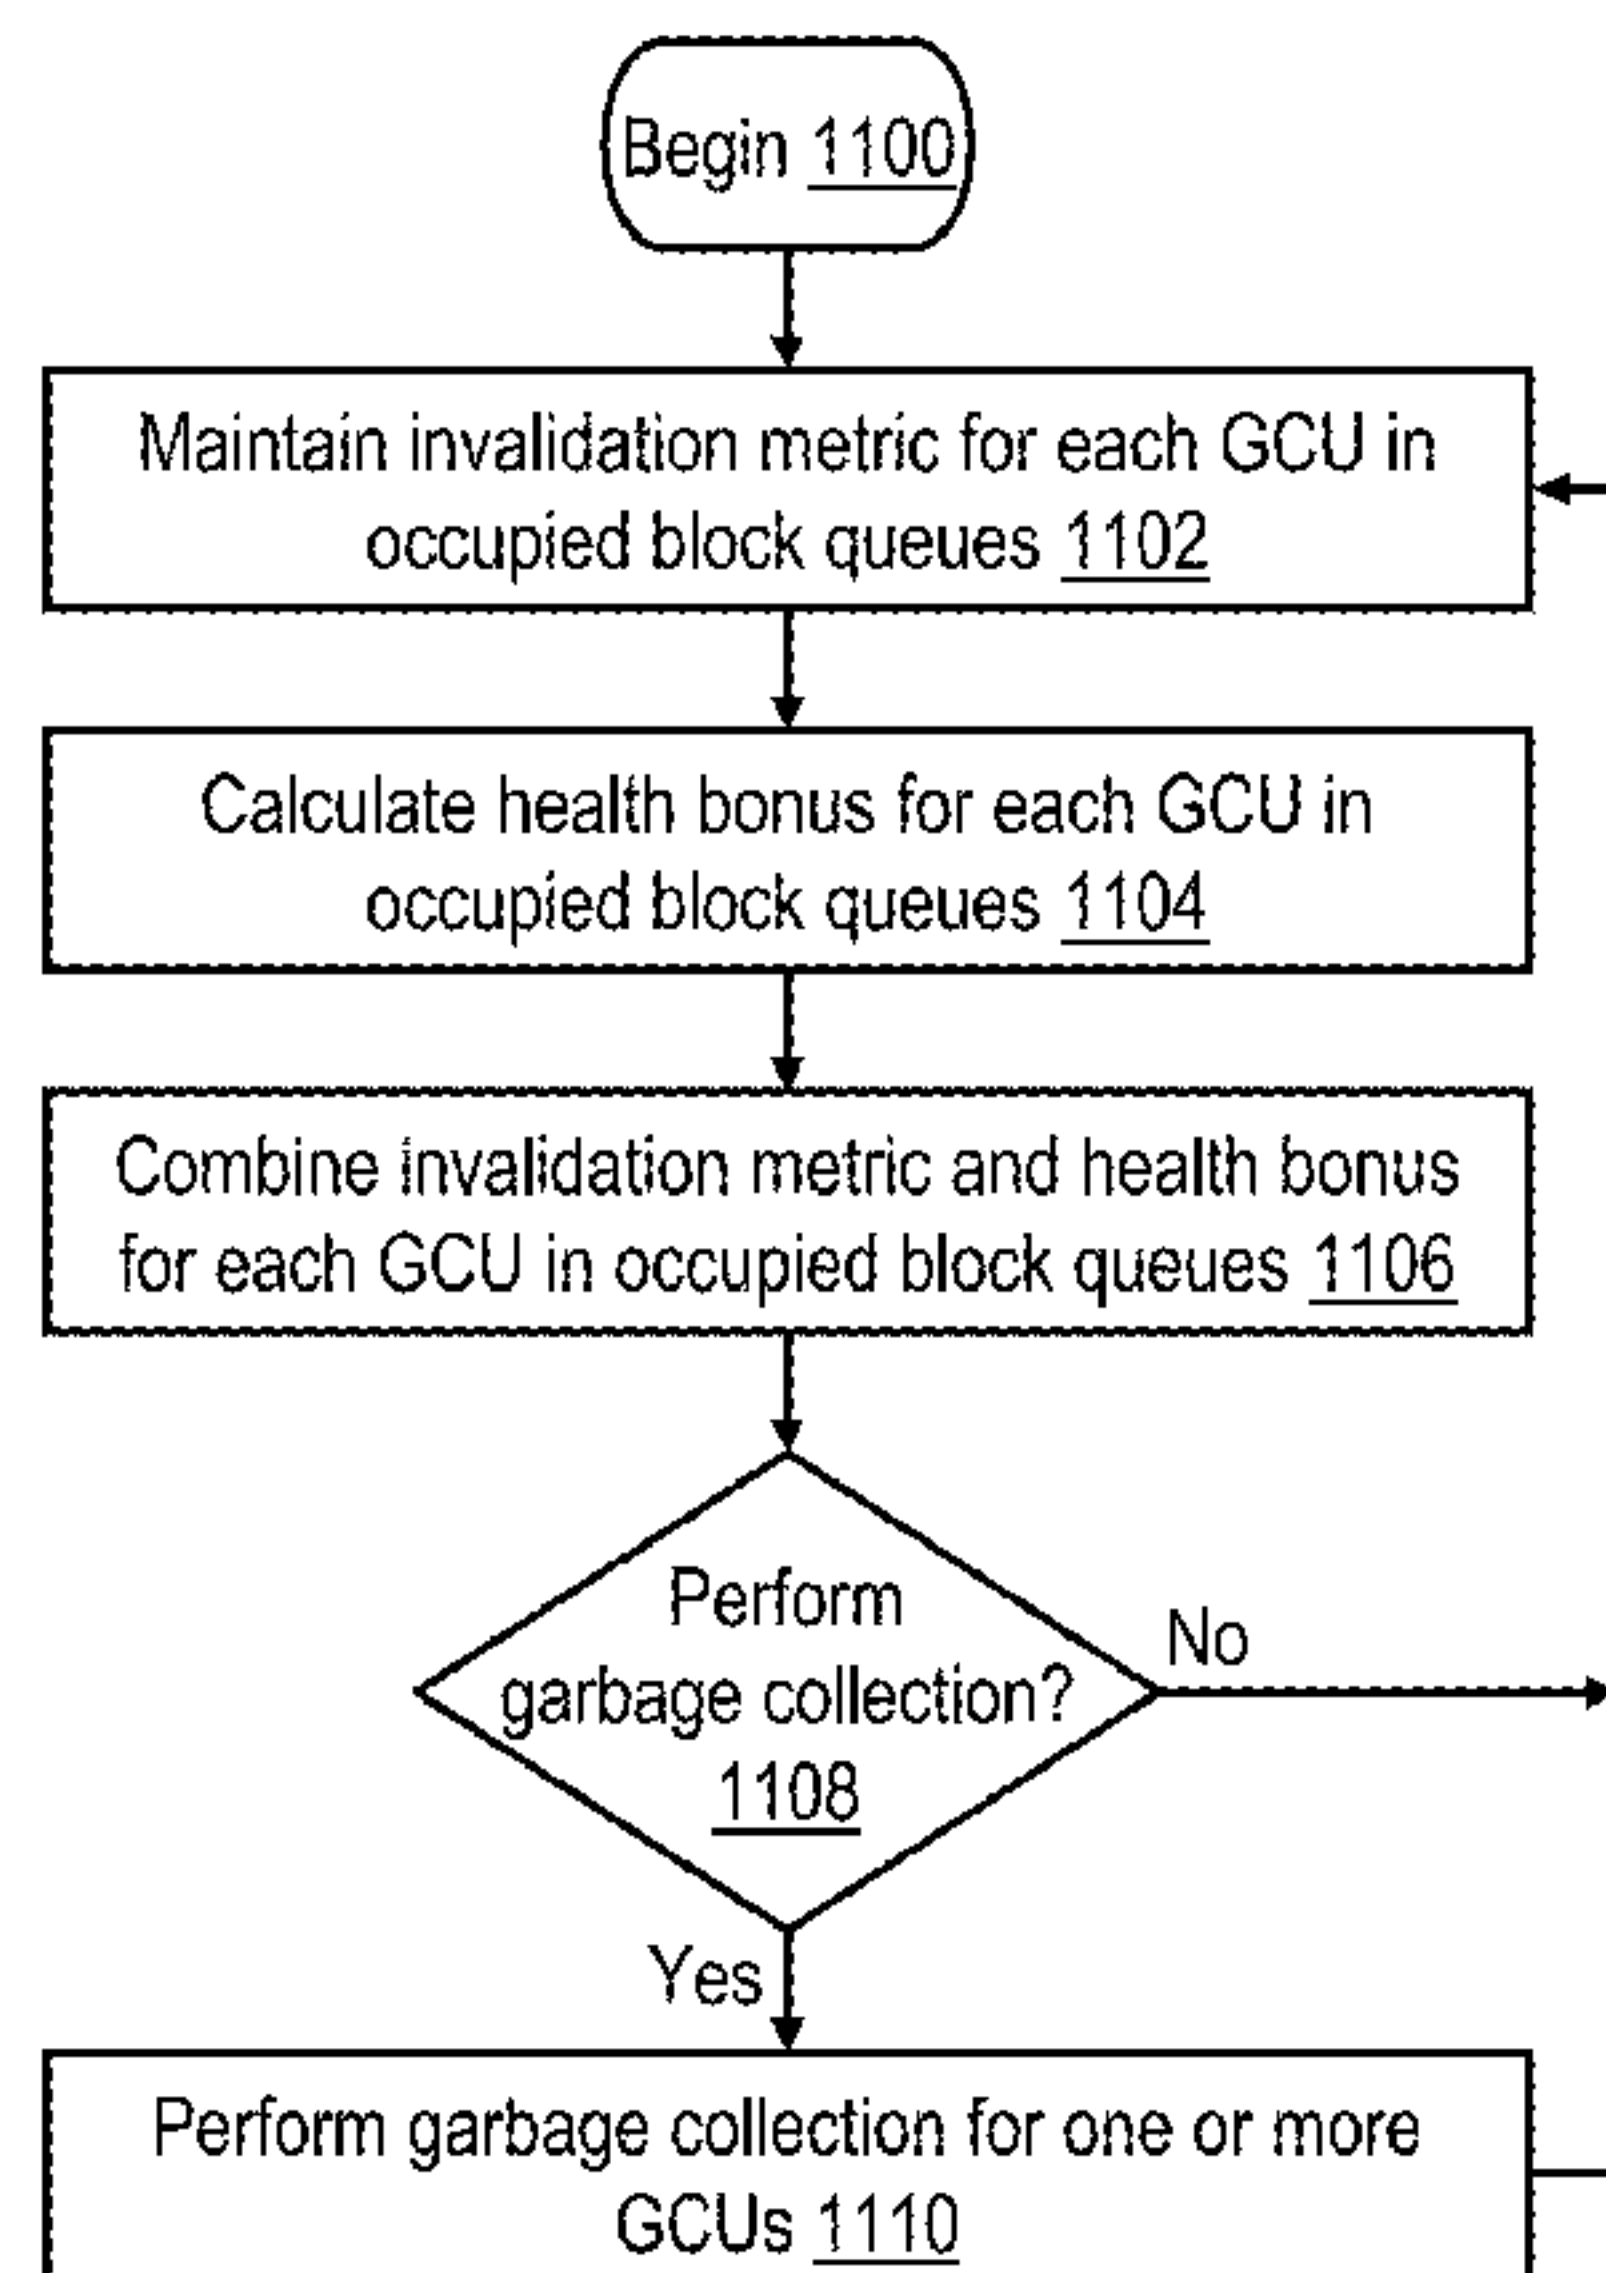 Begin 1100
Maintain invalidation metric for each GCU in
occupied block queues 1102
Calculate health bonus for each GCU in
occupied block queues 1104
Combine invalidation metric and health bonus
for each GCU in occupied block queues 1106
Perform
garbage collection?
1108
No
Yes
Perform garbage collection for one or more
GCUs 1110